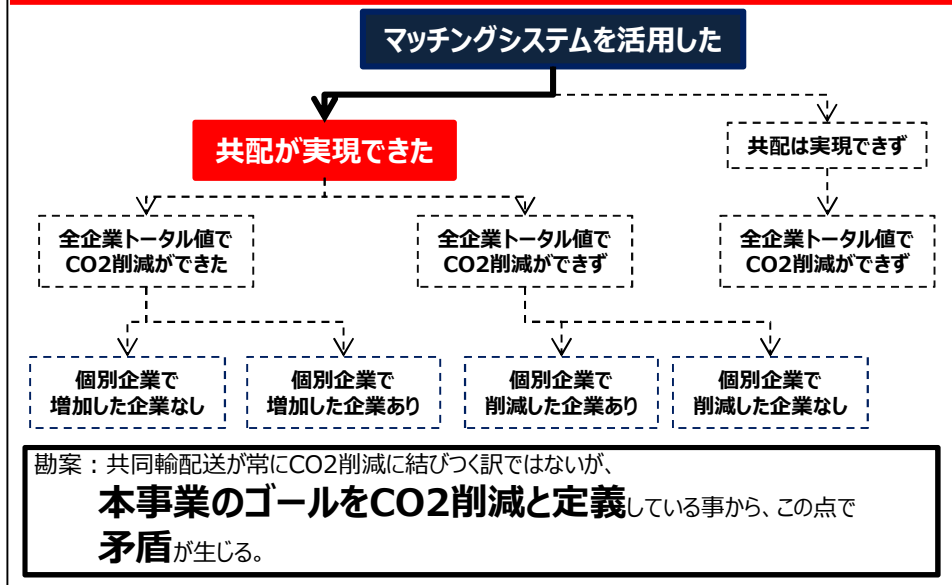 マッチングシステムを活用した
共配が実現できた
共配は実現できず
全企業トータル値で
CO2削減ができた
全企業トータル値で
CO2削減ができず
全企業トータル値で
CO2削減ができず
個別企業で
増加した企業なし
個別企業で
増加した企業あり
個別企業で
削減した企業あり
個別企業で
削減した企業なし
勘案：共同輸配送が常にCO2削減に結びつく訳ではないが、
本事業のゴールをCO2削減と定義している事から、この点で
矛盾が生じる。